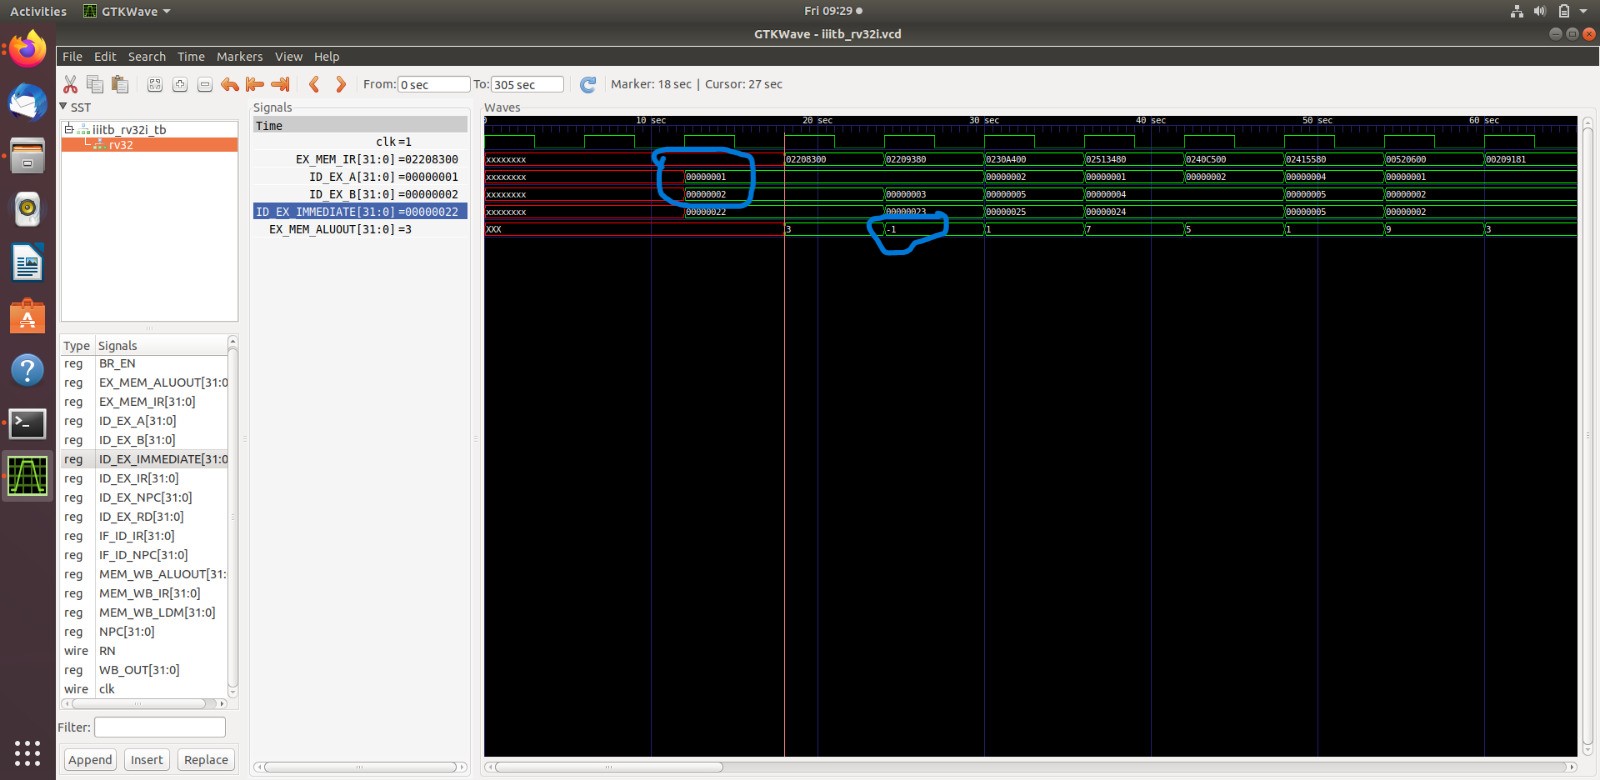 Activities GTKWave Fri 09:29
GTKWave - iiitb_rv32i.vcd
File Edit Search Time Markers View Help
From: 0 sec To: 305 sec Marker: 18 sec | Cursor: 27 sec
SST
iiitb_rv32i_tb
rv32
Type Signals
reg BR_EN
reg EX_MEM_ALUOUT[31:0
reg EX_MEM_IR[31:0]
reg ID_EX_A[31:0]
reg ID_EX_B[31:0]
reg ID_EX_IMMEDIATE[31:0
reg ID_EX_IR[31:0]
reg ID_EX_NPC[31:0]
reg ID_EX_RD[31:0]
reg IF_ID_IR[31:0]
reg IF_ID_NPC[31:0]
reg MEM_WB_ALUOUT[31:
reg MEM_WB_IR[31:0]
reg MEM_WB_LDM[31:0]
reg NPC[31:0]
wire RN
reg WB_OUT[31:0]
wire clk
Filter:
Append Insert Replace
Signals
Time
clk=1
EX_MEM_IR[31:0]=02208300
ID_EX_A[31:0]=00000001
ID_EX_B[31:0]=00000002
ID_EX_IMMEDIATE[31:0]=00000022
EX_MEM_ALUOUT[31:0]=3
Waves
0 10 sec 20 sec 30 sec 40 sec 50 sec 60 sec
xxxxxxxx 02208300 02209380 0230A400 02513480 0240C500 02415580 00520600 00209181
xxxxxxxx 00000001 00000002 00000001 00000002 00000004 00000001
xxxxxxxx 00000002 00000003 00000005 00000004 00000005 00000002
xxxxxxxx 00000022 00000023 00000025 00000024 00000005 00000002
XXX 3 -1 1 7 5 1 9 3